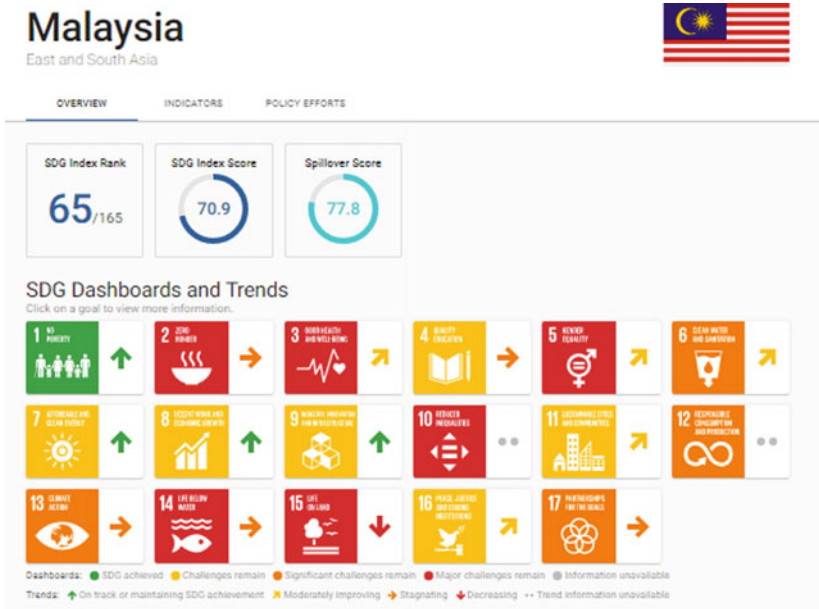 Malaysia
East and South Asia
OVERVIEW INDICATORS POLICY EFFORTS
SDG Index Rank SDG Index Score Spillover Score
65/165 70.9 77.8
SDG Dashboards and Trends
Click on a goal to view more information.
1 NO POVERTY
2 ZERO HUNGER
3 GOOD HEALTH AND WELL-BEING
4 QUALITY EDUCATION
5 GENDER EQUALITY
6 CLEAN WATER AND SANITATION
7 AFFORDABLE AND CLEAN ENERGY
8 DECENT WORK AND ECONOMIC GROWTH
9 INDUSTRY, INNOVATION AND INFRASTRUCTURE
10 REDUCED INEQUALITIES
11 SUSTAINABLE CITIES AND COMMUNITIES
12 RESPONSIBLE CONSUMPTION AND PRODUCTION
13 CLIMATE ACTION
14 LIFE BELOW WATER
15 LIFE ON LAND
16 PEACE, JUSTICE AND STRONG INSTITUTIONS
17 PARTNERSHIPS FOR THE GOALS
Dashboards: SDG achieved Challenges remain Significant challenges remain Major challenges remain Information unavailable
Trends: On track or maintaining SDG achievement Moderately improving Stagnating Decreasing Trend information unavailable